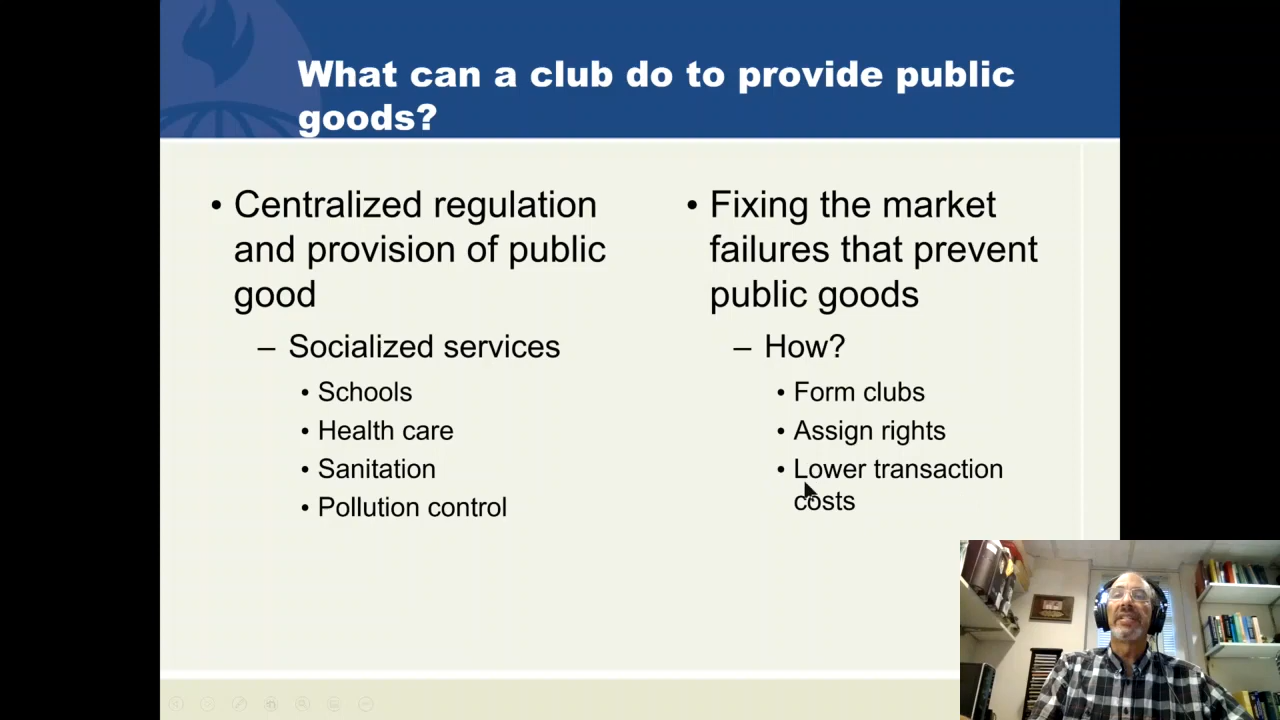 What can a club do to provide public
goods?
• Centralized regulation
and provision of public
good
– Socialized services
• Schools
• Health care
• Sanitation
• Pollution control
• Fixing the market
failures that prevent
public goods
– How?
• Form clubs
• Assign rights
• Lower transaction
costs